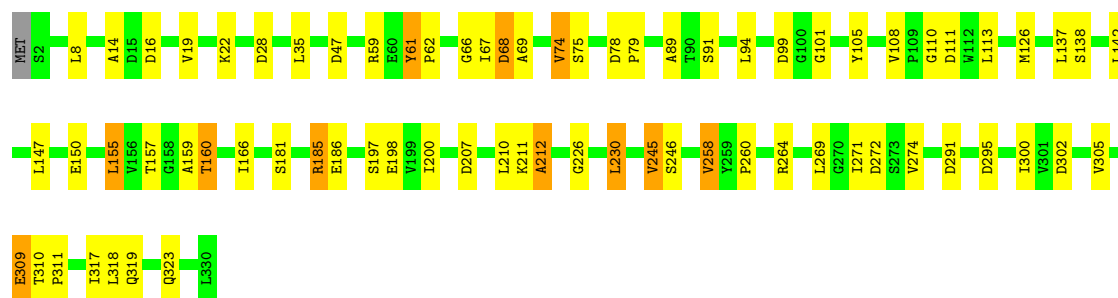 MET S2 L8 A14 D15 D16 V19 K22 D28 L35 D47 R59 E60 Y61 P62 G66 I67 D68 A69 V74 S75 D78 P79 A89 T90 S91 L94 D99 G100 G101 Y105 V108 P109 G110 D111 W112 L113 M126 L137 S138 L142
L147 E150 L155 V156 T157 G158 A159 T160 I166 S181 R185 E186 S197 E198 V199 I200 D207 L210 K211 A212 G226 L230 V245 S246 V258 Y259 P260 R264 L269 G270 I271 D272 S273 V274 D291 D295 I300 V301 D302 V305
E309 T310 P311 I317 L318 Q319 Q323 L330